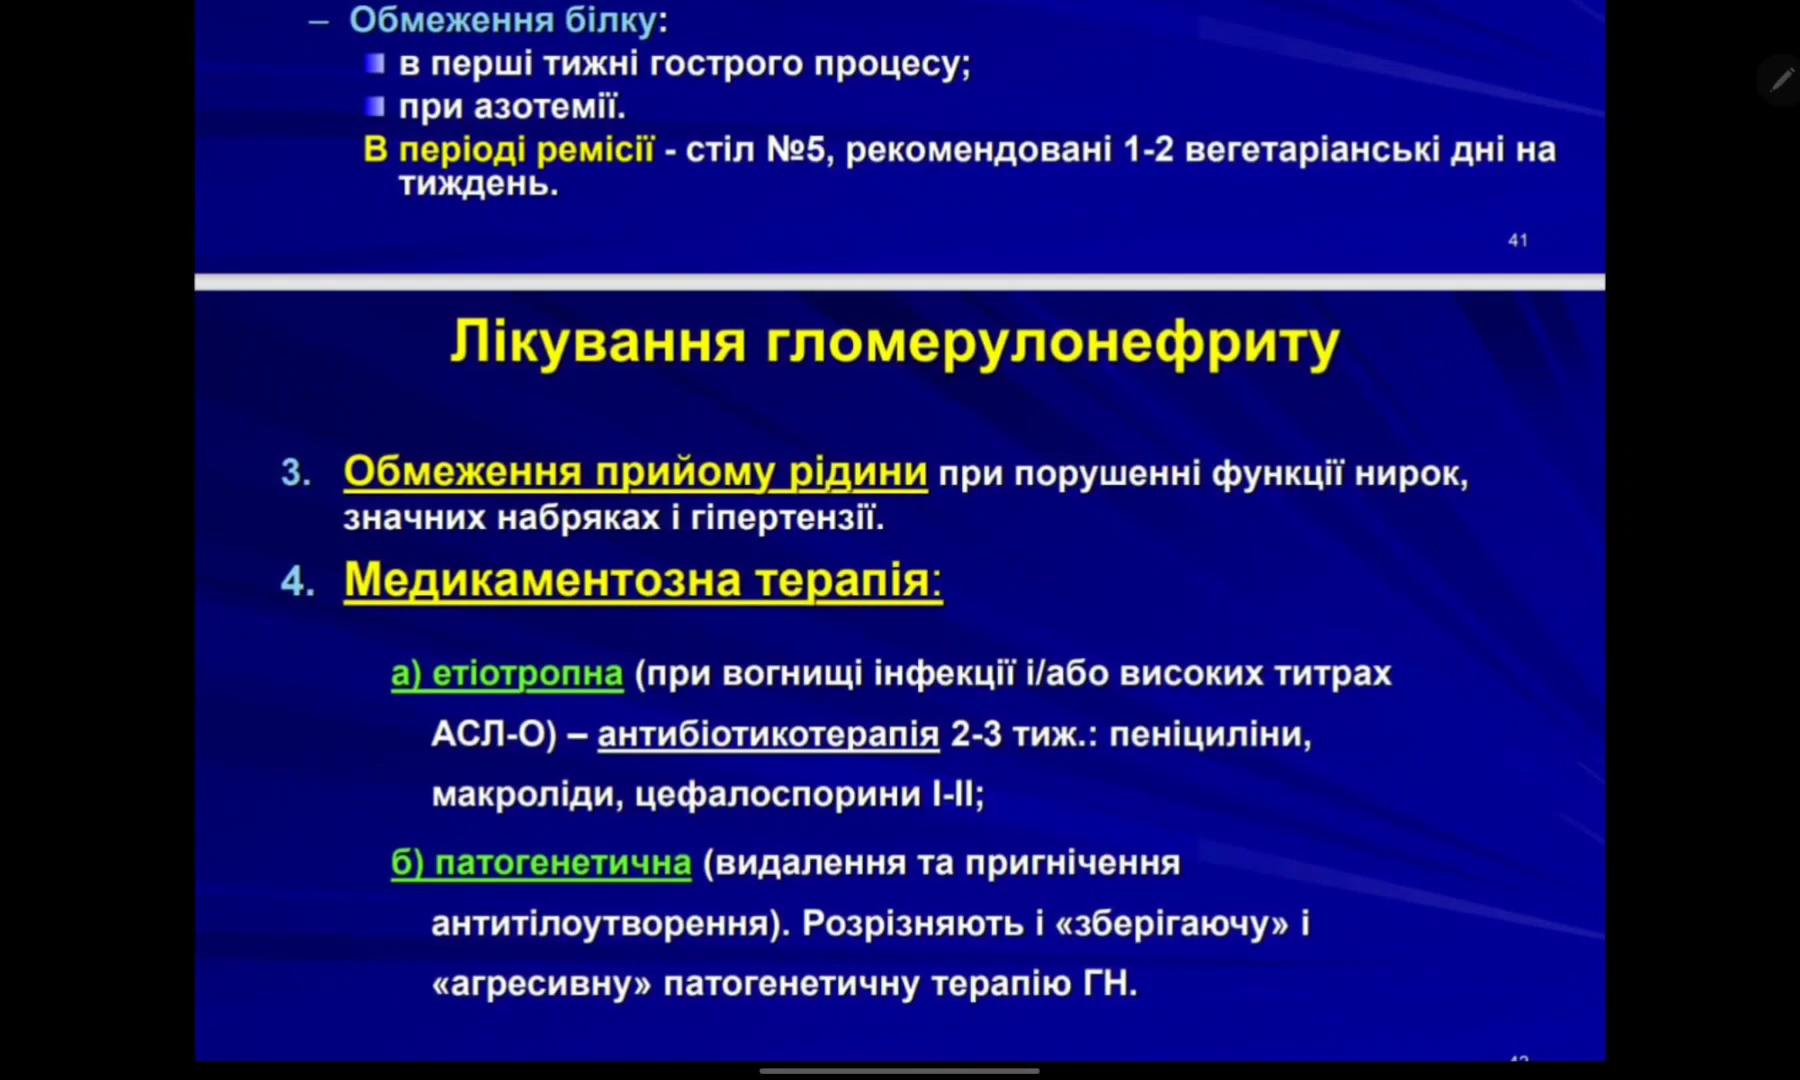 – Обмеження білку:
в перші тижні гострого процесу;
при азотемії.
В періоді ремісії - стіл №5, рекомендовані 1-2 вегетаріанські дні на
тиждень.
41
Лікування гломерулонефриту
3. Обмеження прийому рідини при порушенні функції нирок,
значних набряках і гіпертензії.
4. Медикаментозна терапія:
а) етіотропна (при вогнищі інфекції і/або високих титрах
АСЛ-О) – антибіотикотерапія 2-3 тиж.: пеніциліни,
макроліди, цефалоспорини І-ІІ;
б) патогенетична (видалення та пригнічення
антитілоутворення). Розрізняють і «зберігаючу» і
«агресивну» патогенетичну терапію ГН.